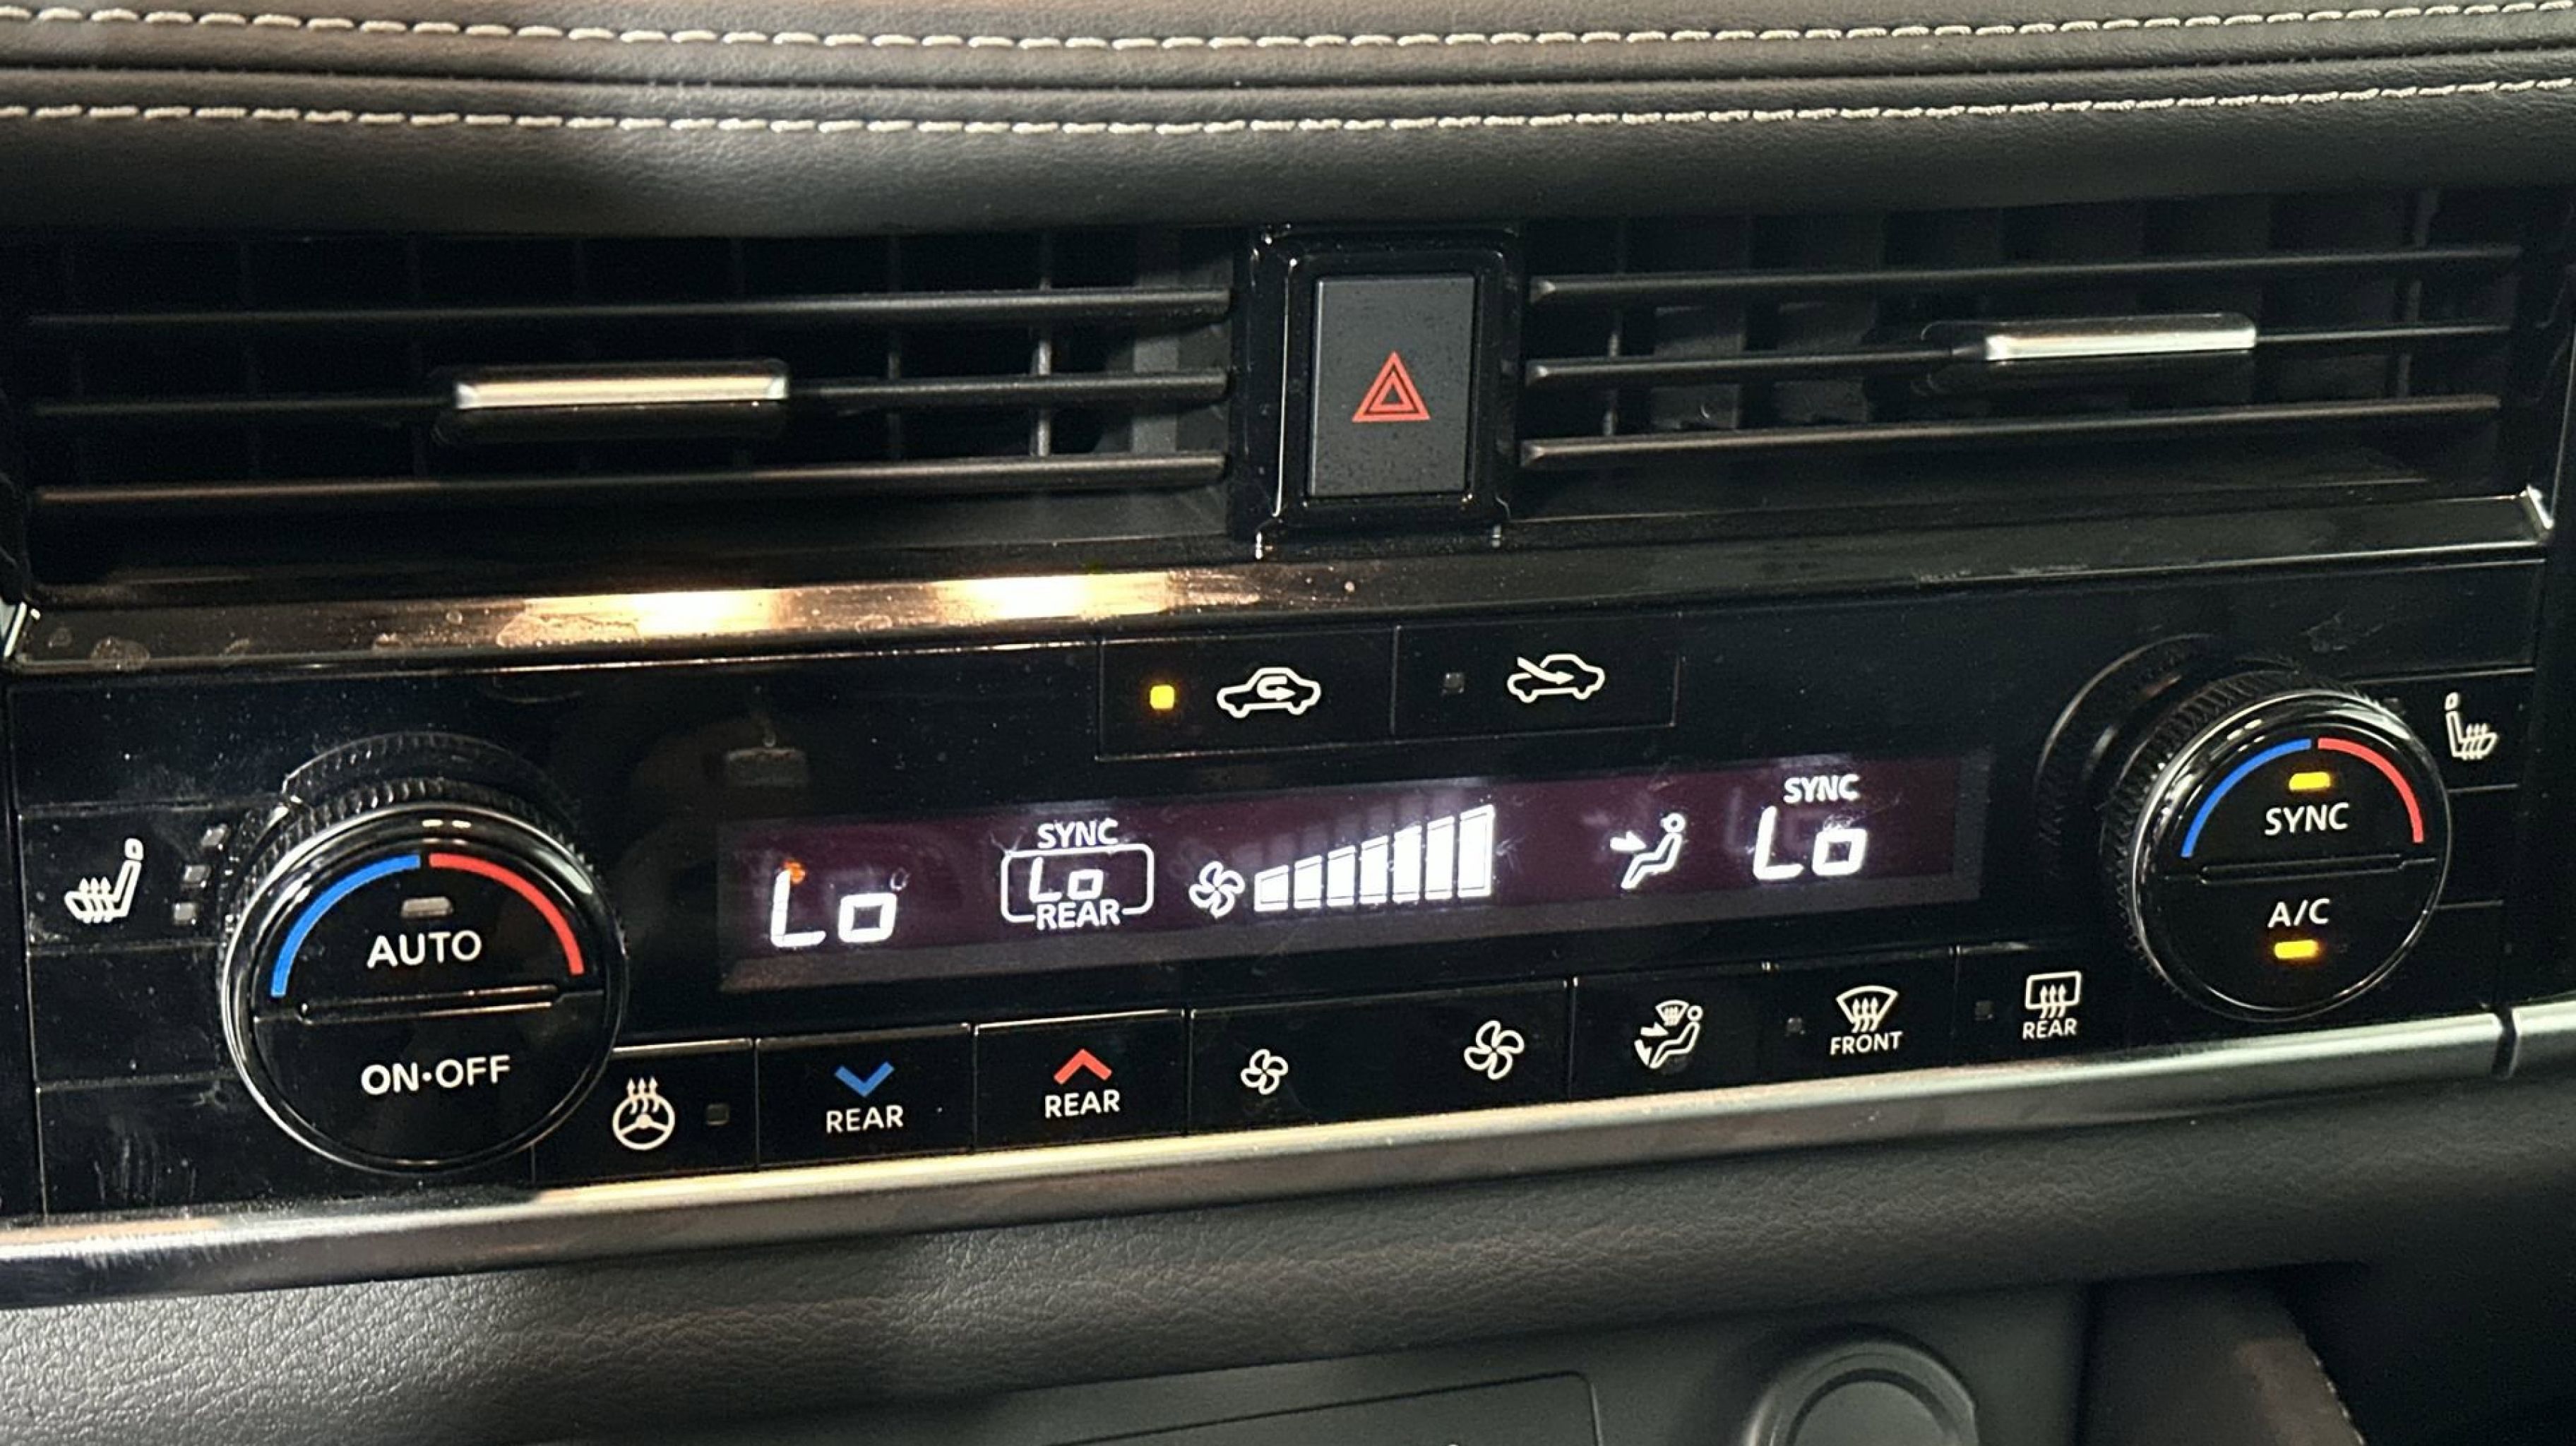 SYNC
Lo
SYNC
Lo
REAR
Lo
SYNC
A/C
AUTO
ON•OFF
REAR
REAR
FRONT
REAR